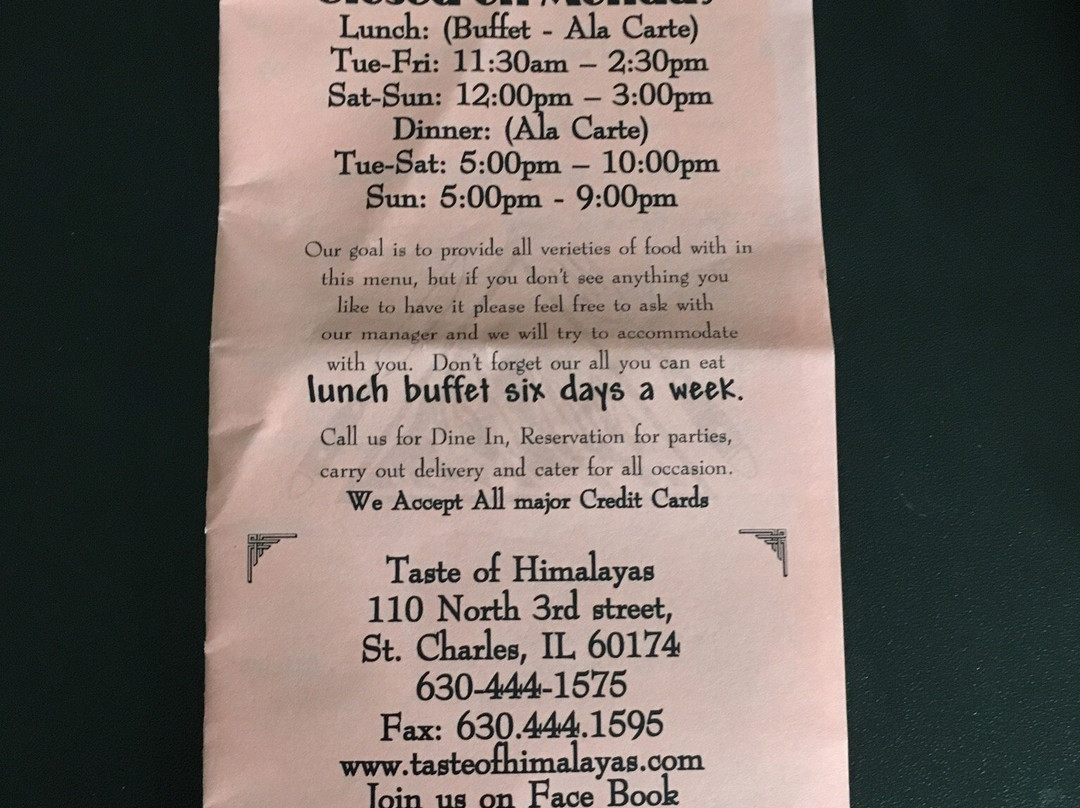 Closed on Monday
Lunch: (Buffet - Ala Carte)
Tue-Fri: 11:30am – 2:30pm
Sat-Sun: 12:00pm – 3:00pm
Dinner: (Ala Carte)
Tue-Sat: 5:00pm – 10:00pm
Sun: 5:00pm - 9:00pm
Our goal is to provide all verieties of food with in
this menu, but if you don't see anything you
like to have it please feel free to ask with
our manager and we will try to accommodate
with you. Don't forget our all you can eat
lunch buffet six days a week.
Call us for Dine In, Reservation for parties,
carry out delivery and cater for all occasion.
We Accept All major Credit Cards
Taste of Himalayas
110 North 3rd street,
St. Charles, IL 60174
630-444-1575
Fax: 630.444.1595
www.tasteofhimalayas.com
Join us on Face Book